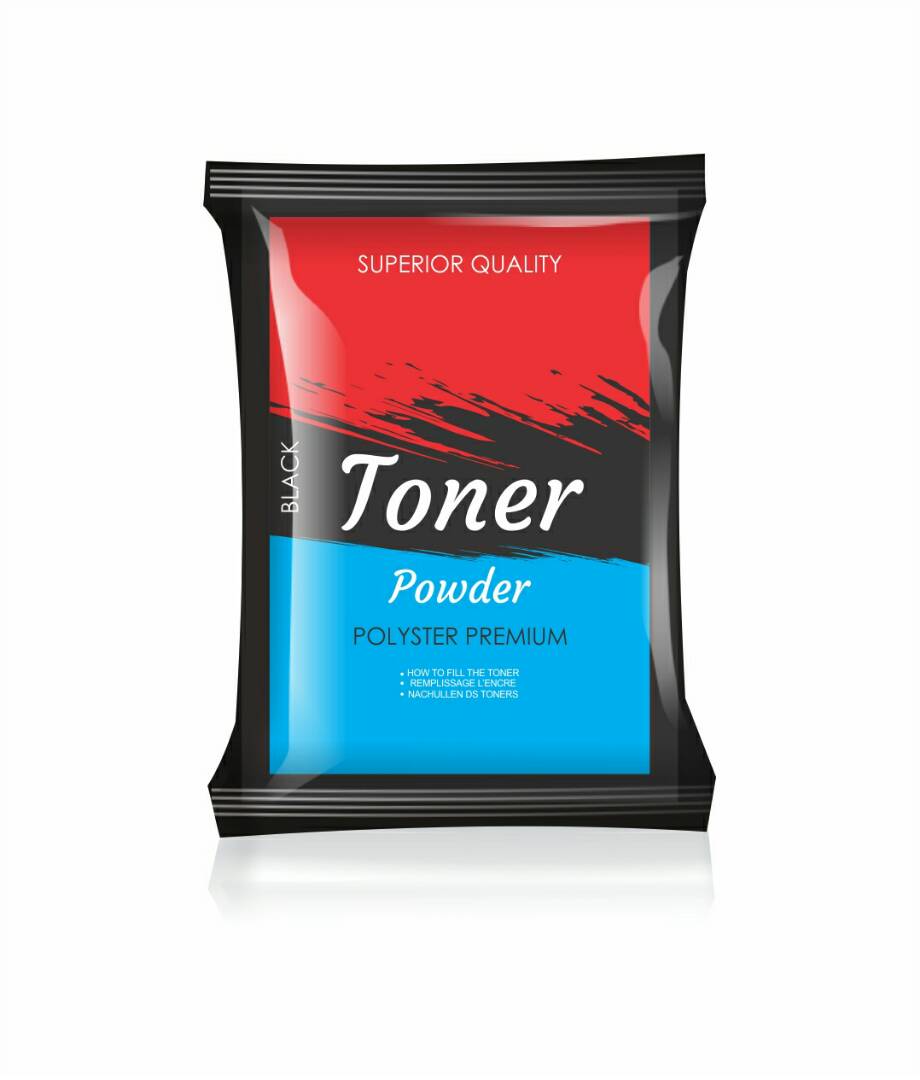 SUPERIOR QUALITY
BLACK
Toner
Powder
POLYSTER PREMIUM
• HOW TO FILL THE TONER
• REMPLISSAGE L'ENCRE
• NACHULLEN DS TONERS